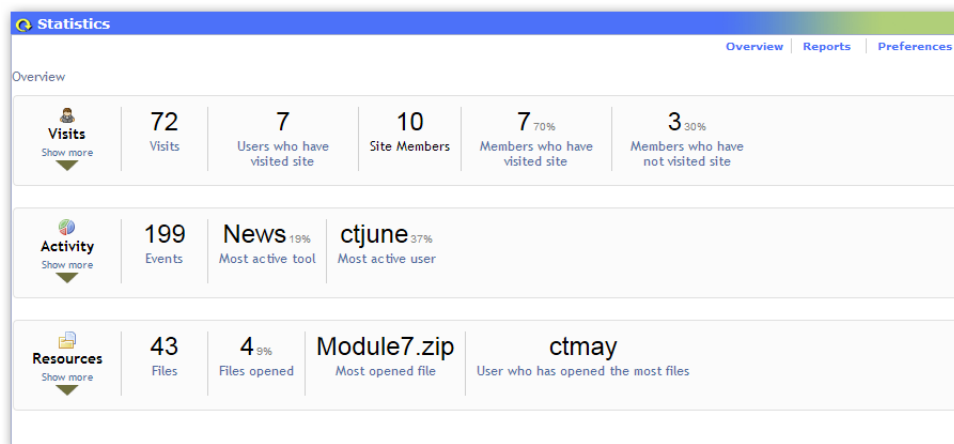 Statistics
Overview Reports Preferences
Overview
Visits
Show more
72
Visits
7
Users who have
visited site
10
Site Members
7 70%
Members who have
visited site
3 30%
Members who have
not visited site
Activity
Show more
199
Events
News 19%
Most active tool
ctjune 37%
Most active user
Resources
Show more
43
Files
4 9%
Files opened
Module7.zip
Most opened file
ctmay
User who has opened the most files